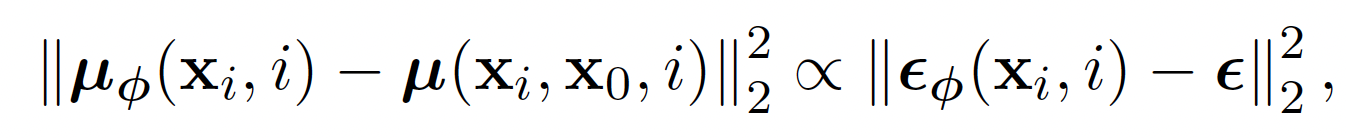 ‖μ_ϕ(x_i, i) − μ(x_i, x_0, i)‖_2^2 ∝ ‖ϵ_ϕ(x_i, i) − ϵ‖_2^2 ,